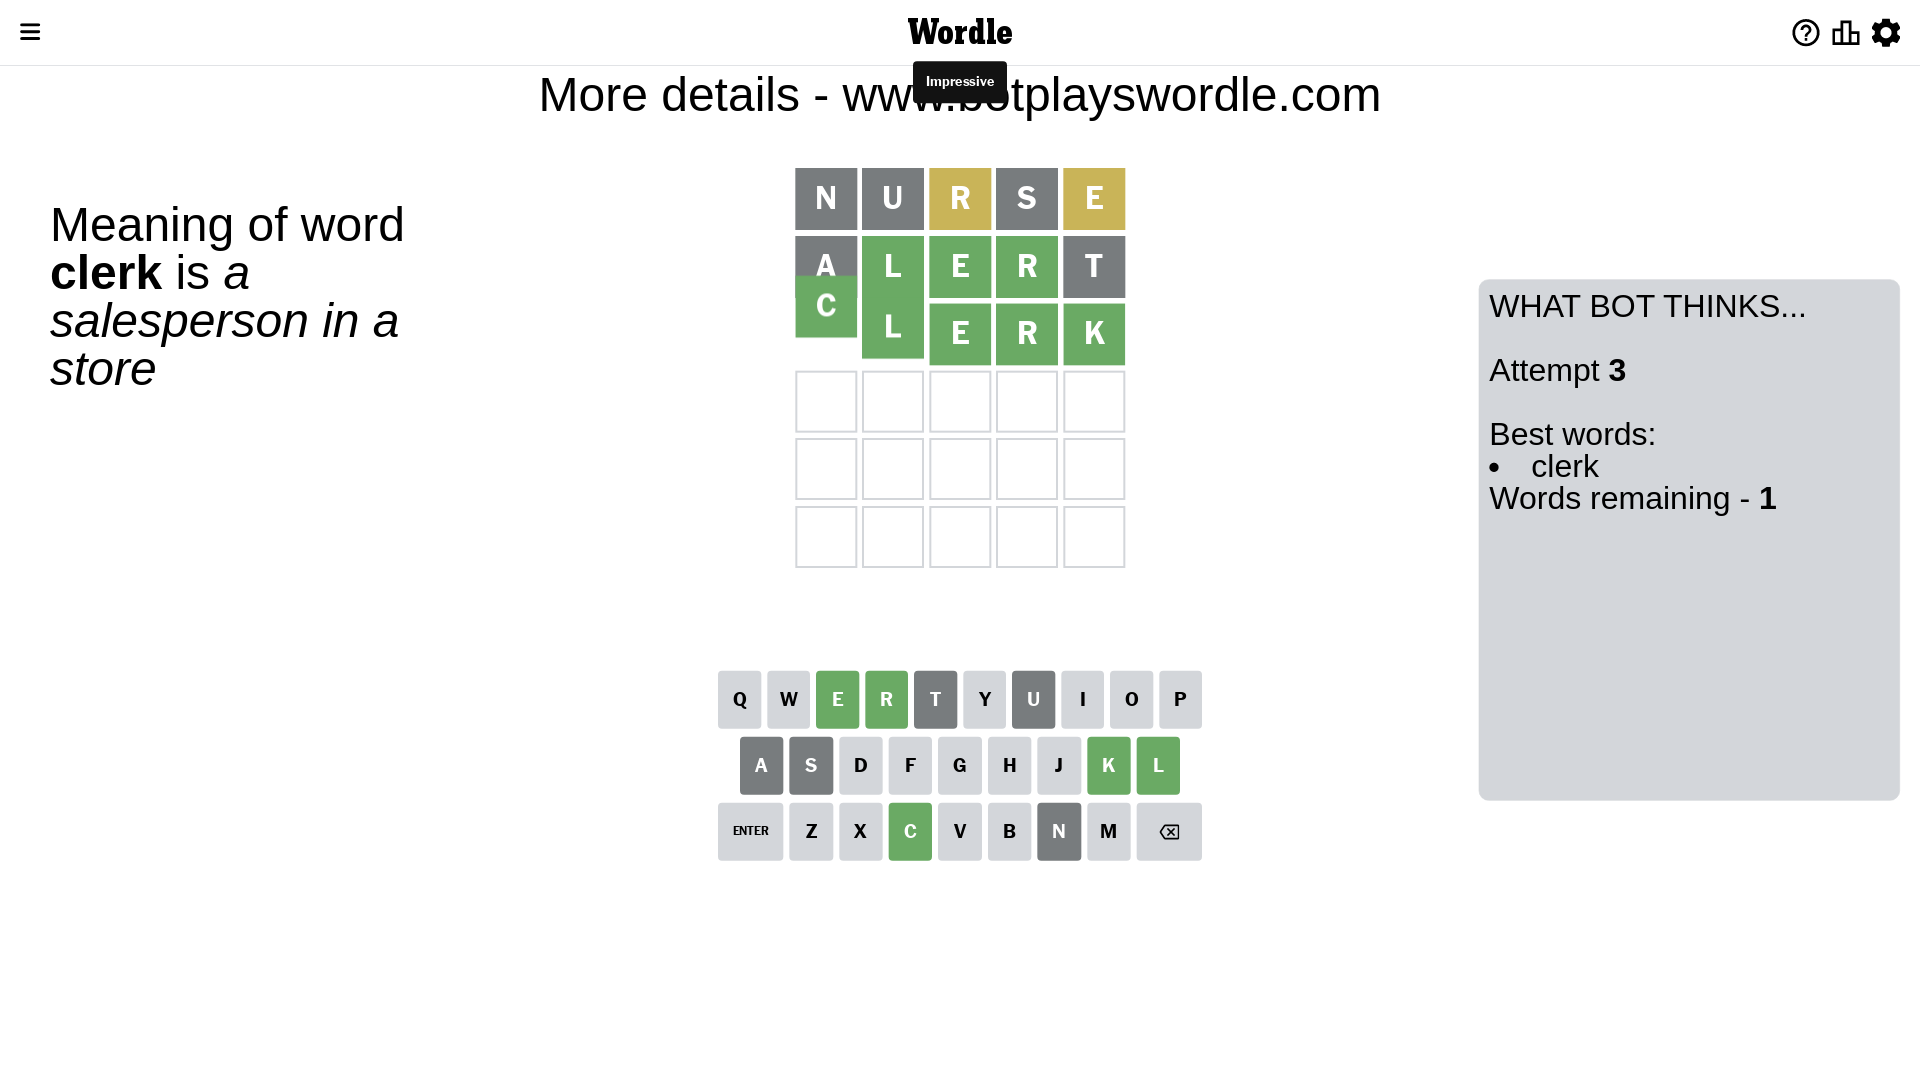 Wordle
Impressive
More details - www.botplayswordle.com
Meaning of word
clerk is a
salesperson in a
store
N U R S E
A L E R T
C L E R K
WHAT BOT THINKS...
Attempt 3
Best words:
• clerk
Words remaining - 1
Q W E R T Y U I O P
A S D F G H J K L
ENTER Z X C V B N M